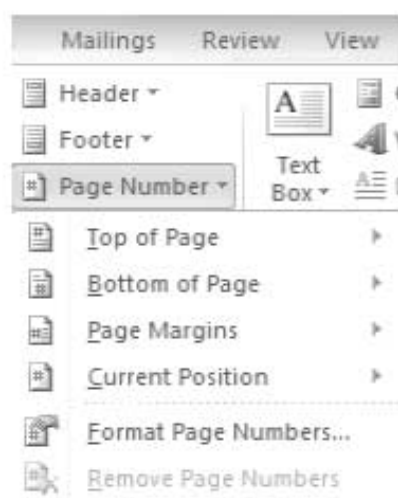 Mailings Review View
Header
Footer
Page Number
A
Text
Box
Top of Page
Bottom of Page
Page Margins
Current Position
Format Page Numbers...
Remove Page Numbers